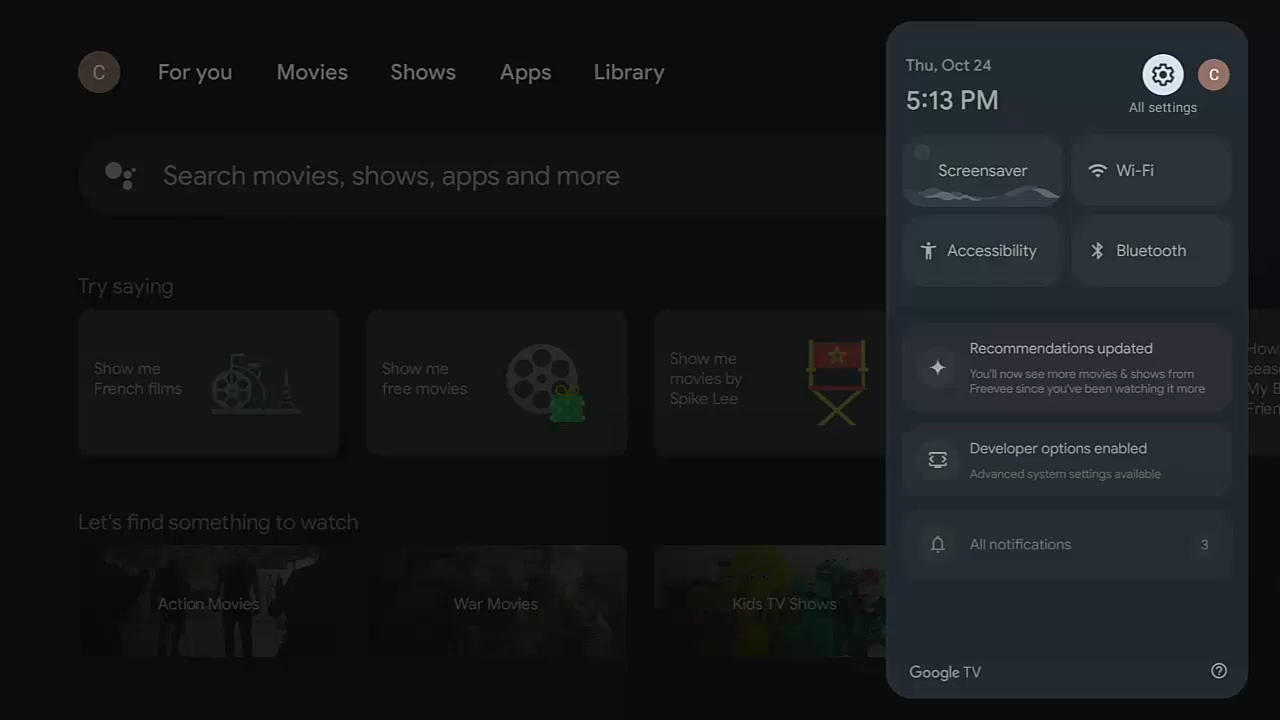 C
For you
Movies
Shows
Apps
Library
Search movies, shows, apps and more
Try saying
Show me
French films
Show me
free movies
Show me
movies by
Spike Lee
Let's find something to watch
Action Movies
War Movies
Kids TV Shows
Thu, Oct 24
5:13 PM
C
All settings
Screensaver
Wi-Fi
Accessibility
Bluetooth
Recommendations updated
You'll now see more movies & shows from
Freevee since you've been watching it more
Developer options enabled
Advanced system settings available
All notifications
3
Google TV